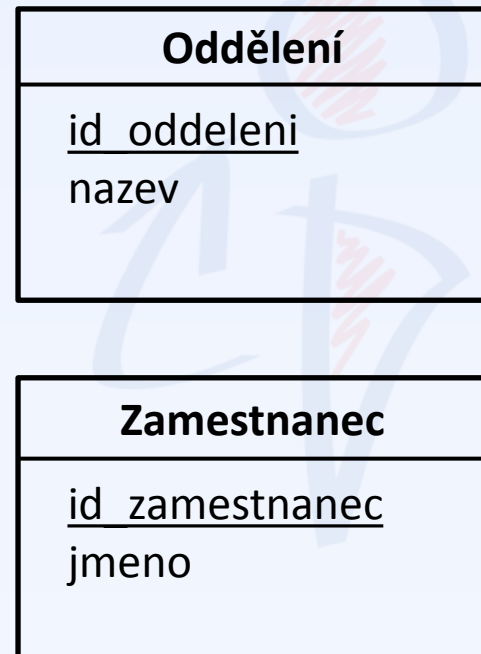 Oddělení
id_oddeleni
nazev
Zamestnanec
id_zamestnanec
jmeno